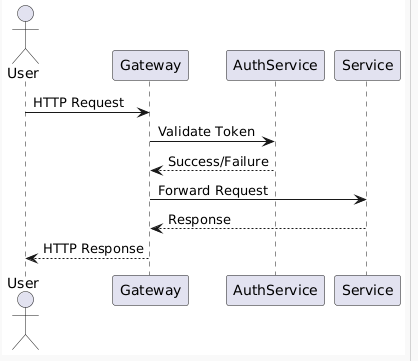 User
Gateway
AuthService
Service
HTTP Request
Validate Token
Success/Failure
Forward Request
Response
HTTP Response
User
Gateway
AuthService
Service